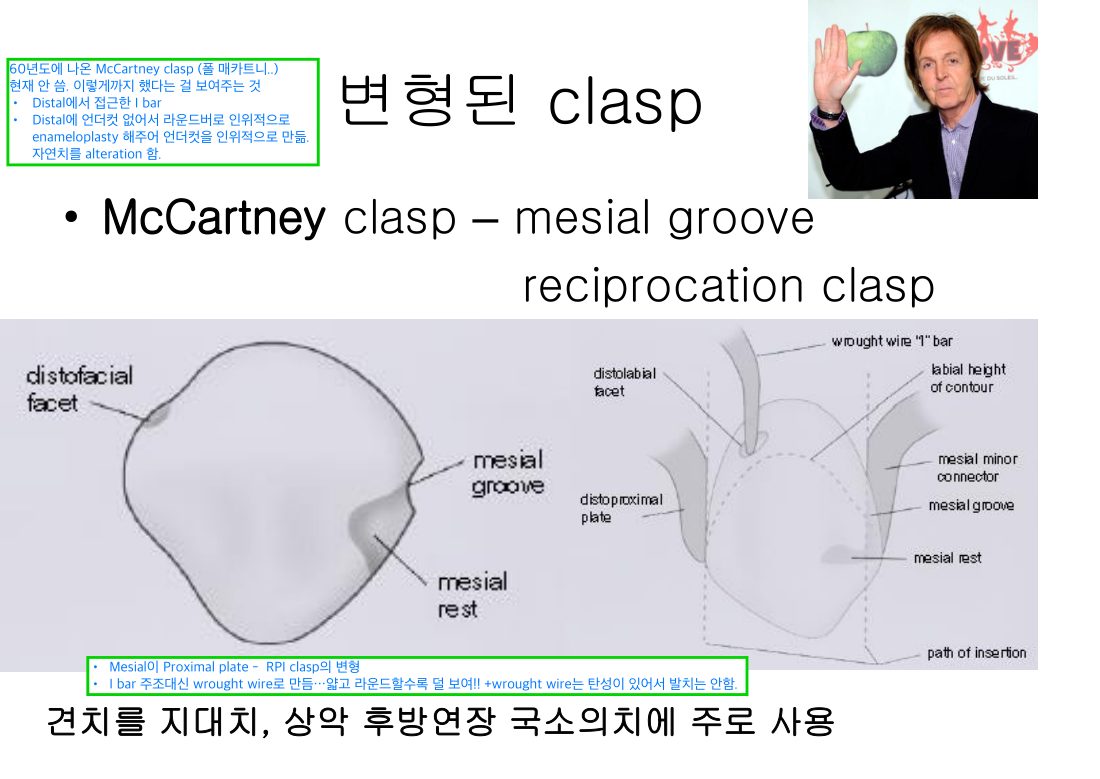 60년도에 나온 McCartney clasp (폴 매카트니..)
현재 안 씀. 이렇게까지 했다는 걸 보여주는 것
• Distal에서 접근한 I bar
• Distal에 언더컷 없어서 라운드버로 인위적으로
enameloplasty 해주어 언더컷을 인위적으로 만듦.
자연치를 alteration 함.
변형된 clasp
• McCartney clasp – mesial groove
reciprocation clasp
distofacial
facet
mesial
groove
mesial
rest
wrought wire "I" bar
distolabial
facet
labial height
of contour
mesial minor
connector
distoproximal
plate
mesial groove
mesial rest
path of insertion
• Mesial이 Proximal plate – RPI clasp의 변형
• I bar 주조대신 wrought wire로 만듬…얇고 라운드할수록 덜 보여!! +wrought wire는 탄성이 있어서 발치는 안함.
견치를 지대치, 상악 후방연장 국소의치에 주로 사용